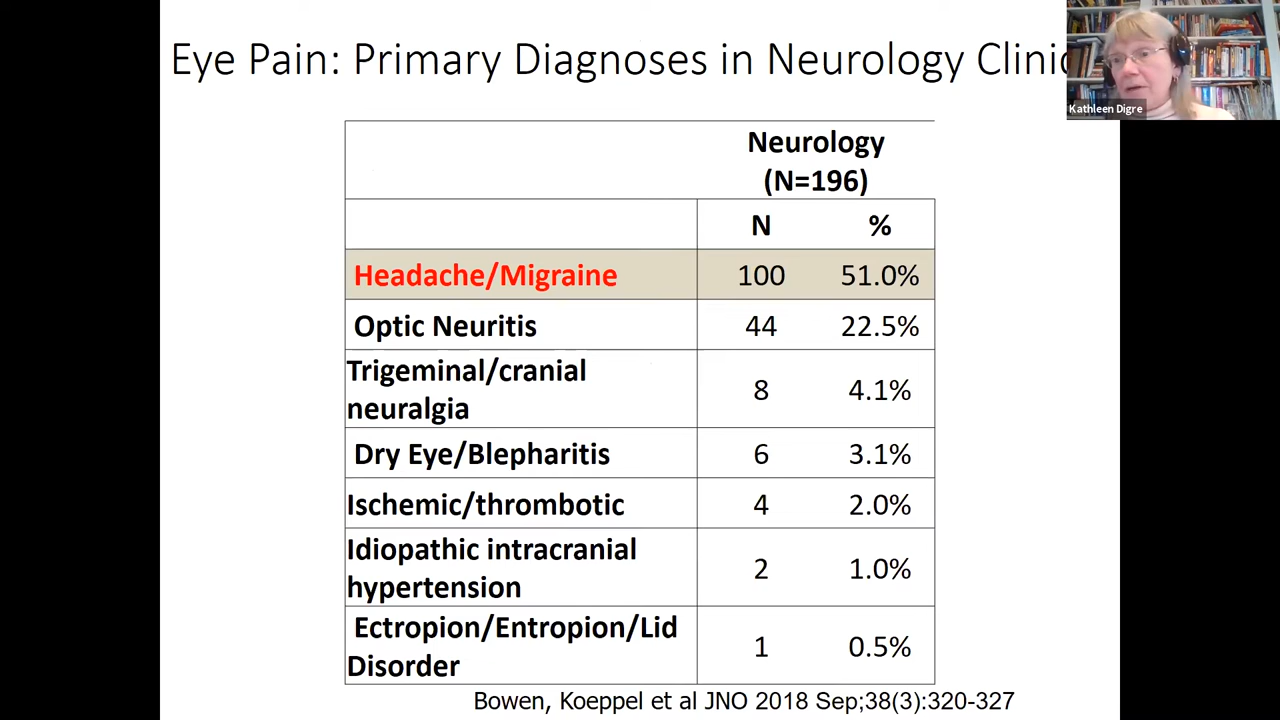 Eye Pain: Primary Diagnoses in Neurology Clinic
Kathleen Digre
Neurology
(N=196)
N %
Headache/Migraine 100 51.0%
Optic Neuritis 44 22.5%
Trigeminal/cranial
neuralgia 8 4.1%
Dry Eye/Blepharitis 6 3.1%
Ischemic/thrombotic 4 2.0%
Idiopathic intracranial
hypertension 2 1.0%
Ectropion/Entropion/Lid
Disorder 1 0.5%
Bowen, Koeppel et al JNO 2018 Sep;38(3):320-327